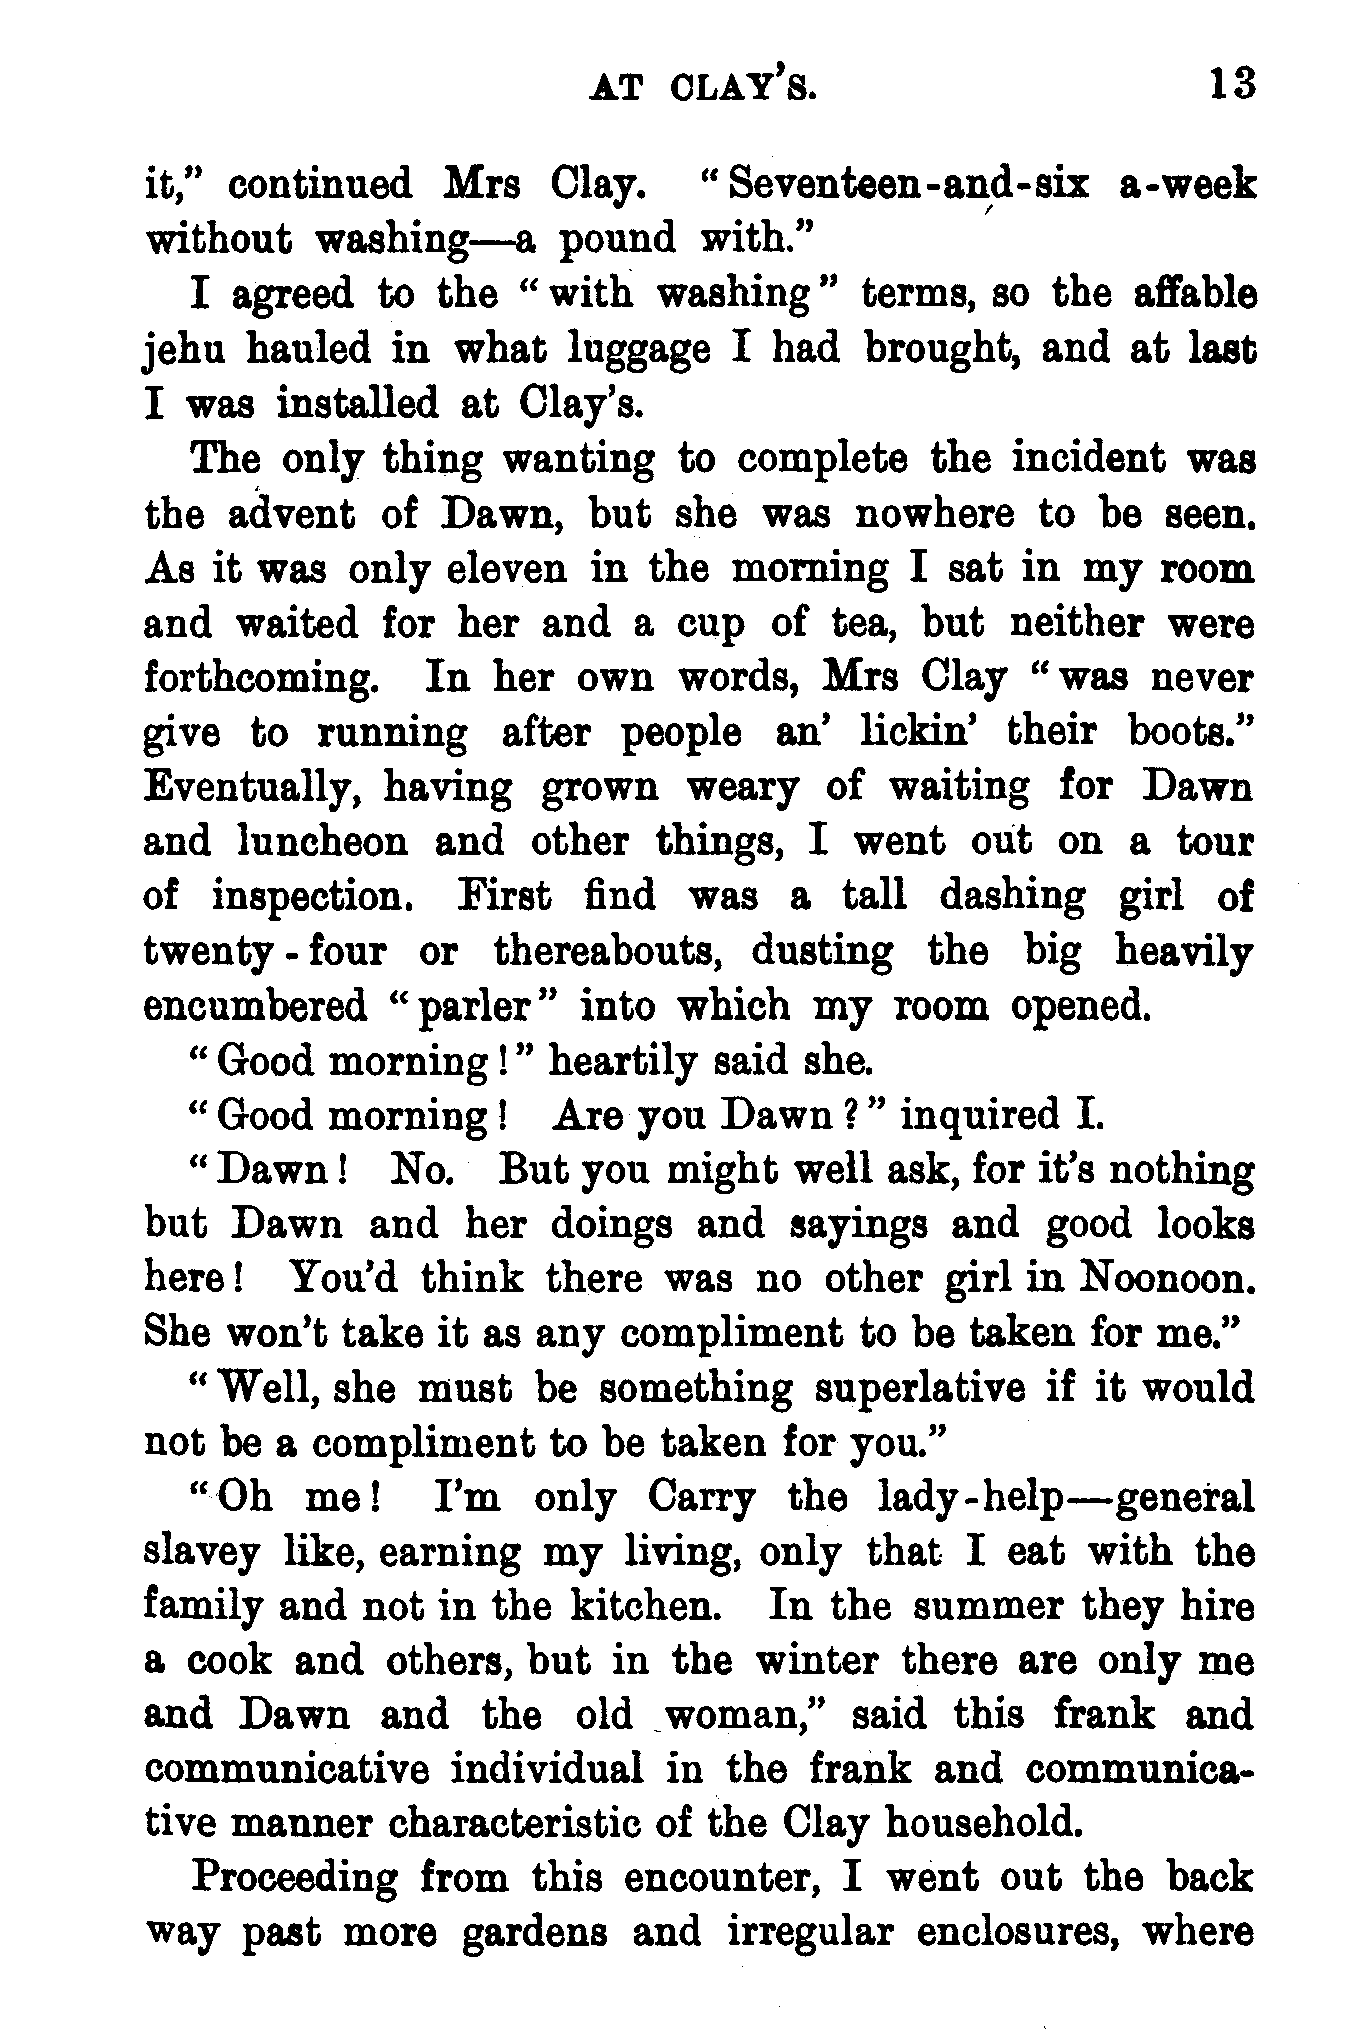 AT CLAY'S. 13
it,” continued Mrs Clay. “Seventeen-and-six a-week
without washing—a pound with.”
I agreed to the “with washing” terms, so the affable
jehu hauled in what luggage I had brought, and at last
I was installed at Clay's.
The only thing wanting to complete the incident was
the advent of Dawn, but she was nowhere to be seen.
As it was only eleven in the morning I sat in my room
and waited for her and a cup of tea, but neither were
forthcoming. In her own words, Mrs Clay “was never
give to running after people an' lickin' their boots.”
Eventually, having grown weary of waiting for Dawn
and luncheon and other things, I went out on a tour
of inspection. First find was a tall dashing girl of
twenty-four or thereabouts, dusting the big heavily
encumbered “parler” into which my room opened.
“Good morning!” heartily said she.
“Good morning! Are you Dawn?” inquired I.
“Dawn! No. But you might well ask, for it's nothing
but Dawn and her doings and sayings and good looks
here! You'd think there was no other girl in Noonoon.
She won't take it as any compliment to be taken for me.”
“Well, she must be something superlative if it would
not be a compliment to be taken for you.”
“Oh me! I'm only Carry the lady-help—general
slavey like, earning my living, only that I eat with the
family and not in the kitchen. In the summer they hire
a cook and others, but in the winter there are only me
and Dawn and the old woman,” said this frank and
communicative individual in the frank and communica-
tive manner characteristic of the Clay household.
Proceeding from this encounter, I went out the back
way past more gardens and irregular enclosures, where